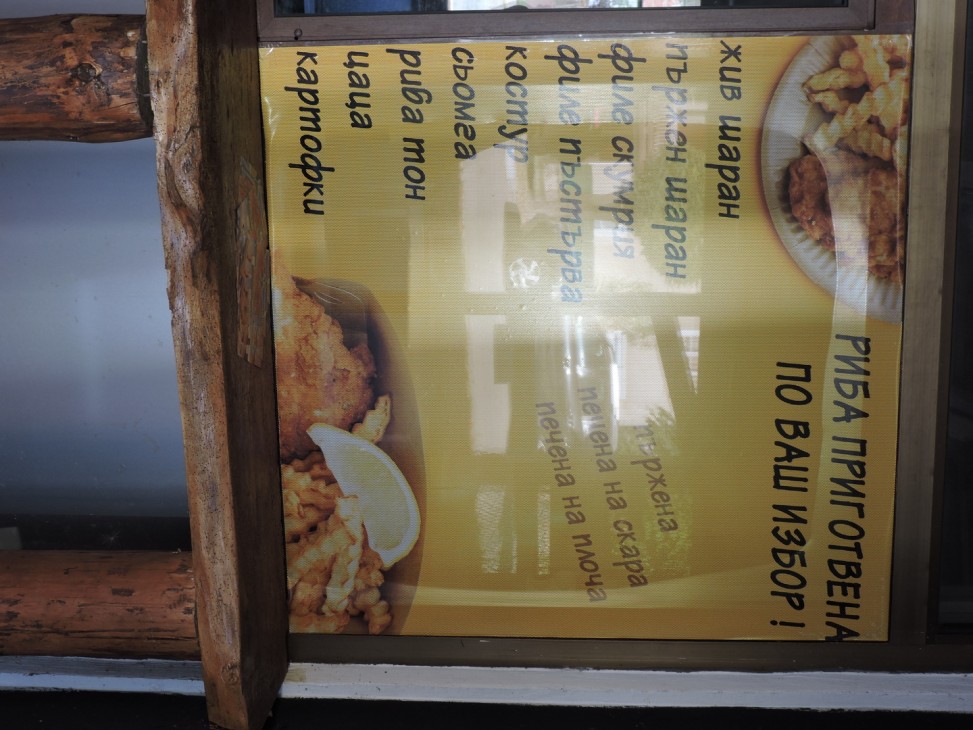 РИБА ПРИГОТВЕНА
ПО ВАШ ИЗБОР !
жив шаран
пържен шаран
филе скумрия
филе пъстърва
костур
сьомга
риба тон
цаца
картофки
пържена
печена на скара
печена на плоча